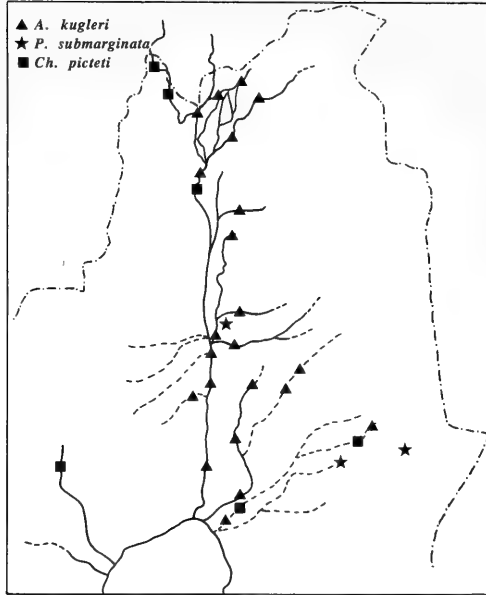 ▲ A. kugleri
★ P. submarginata
■ Ch. picteti